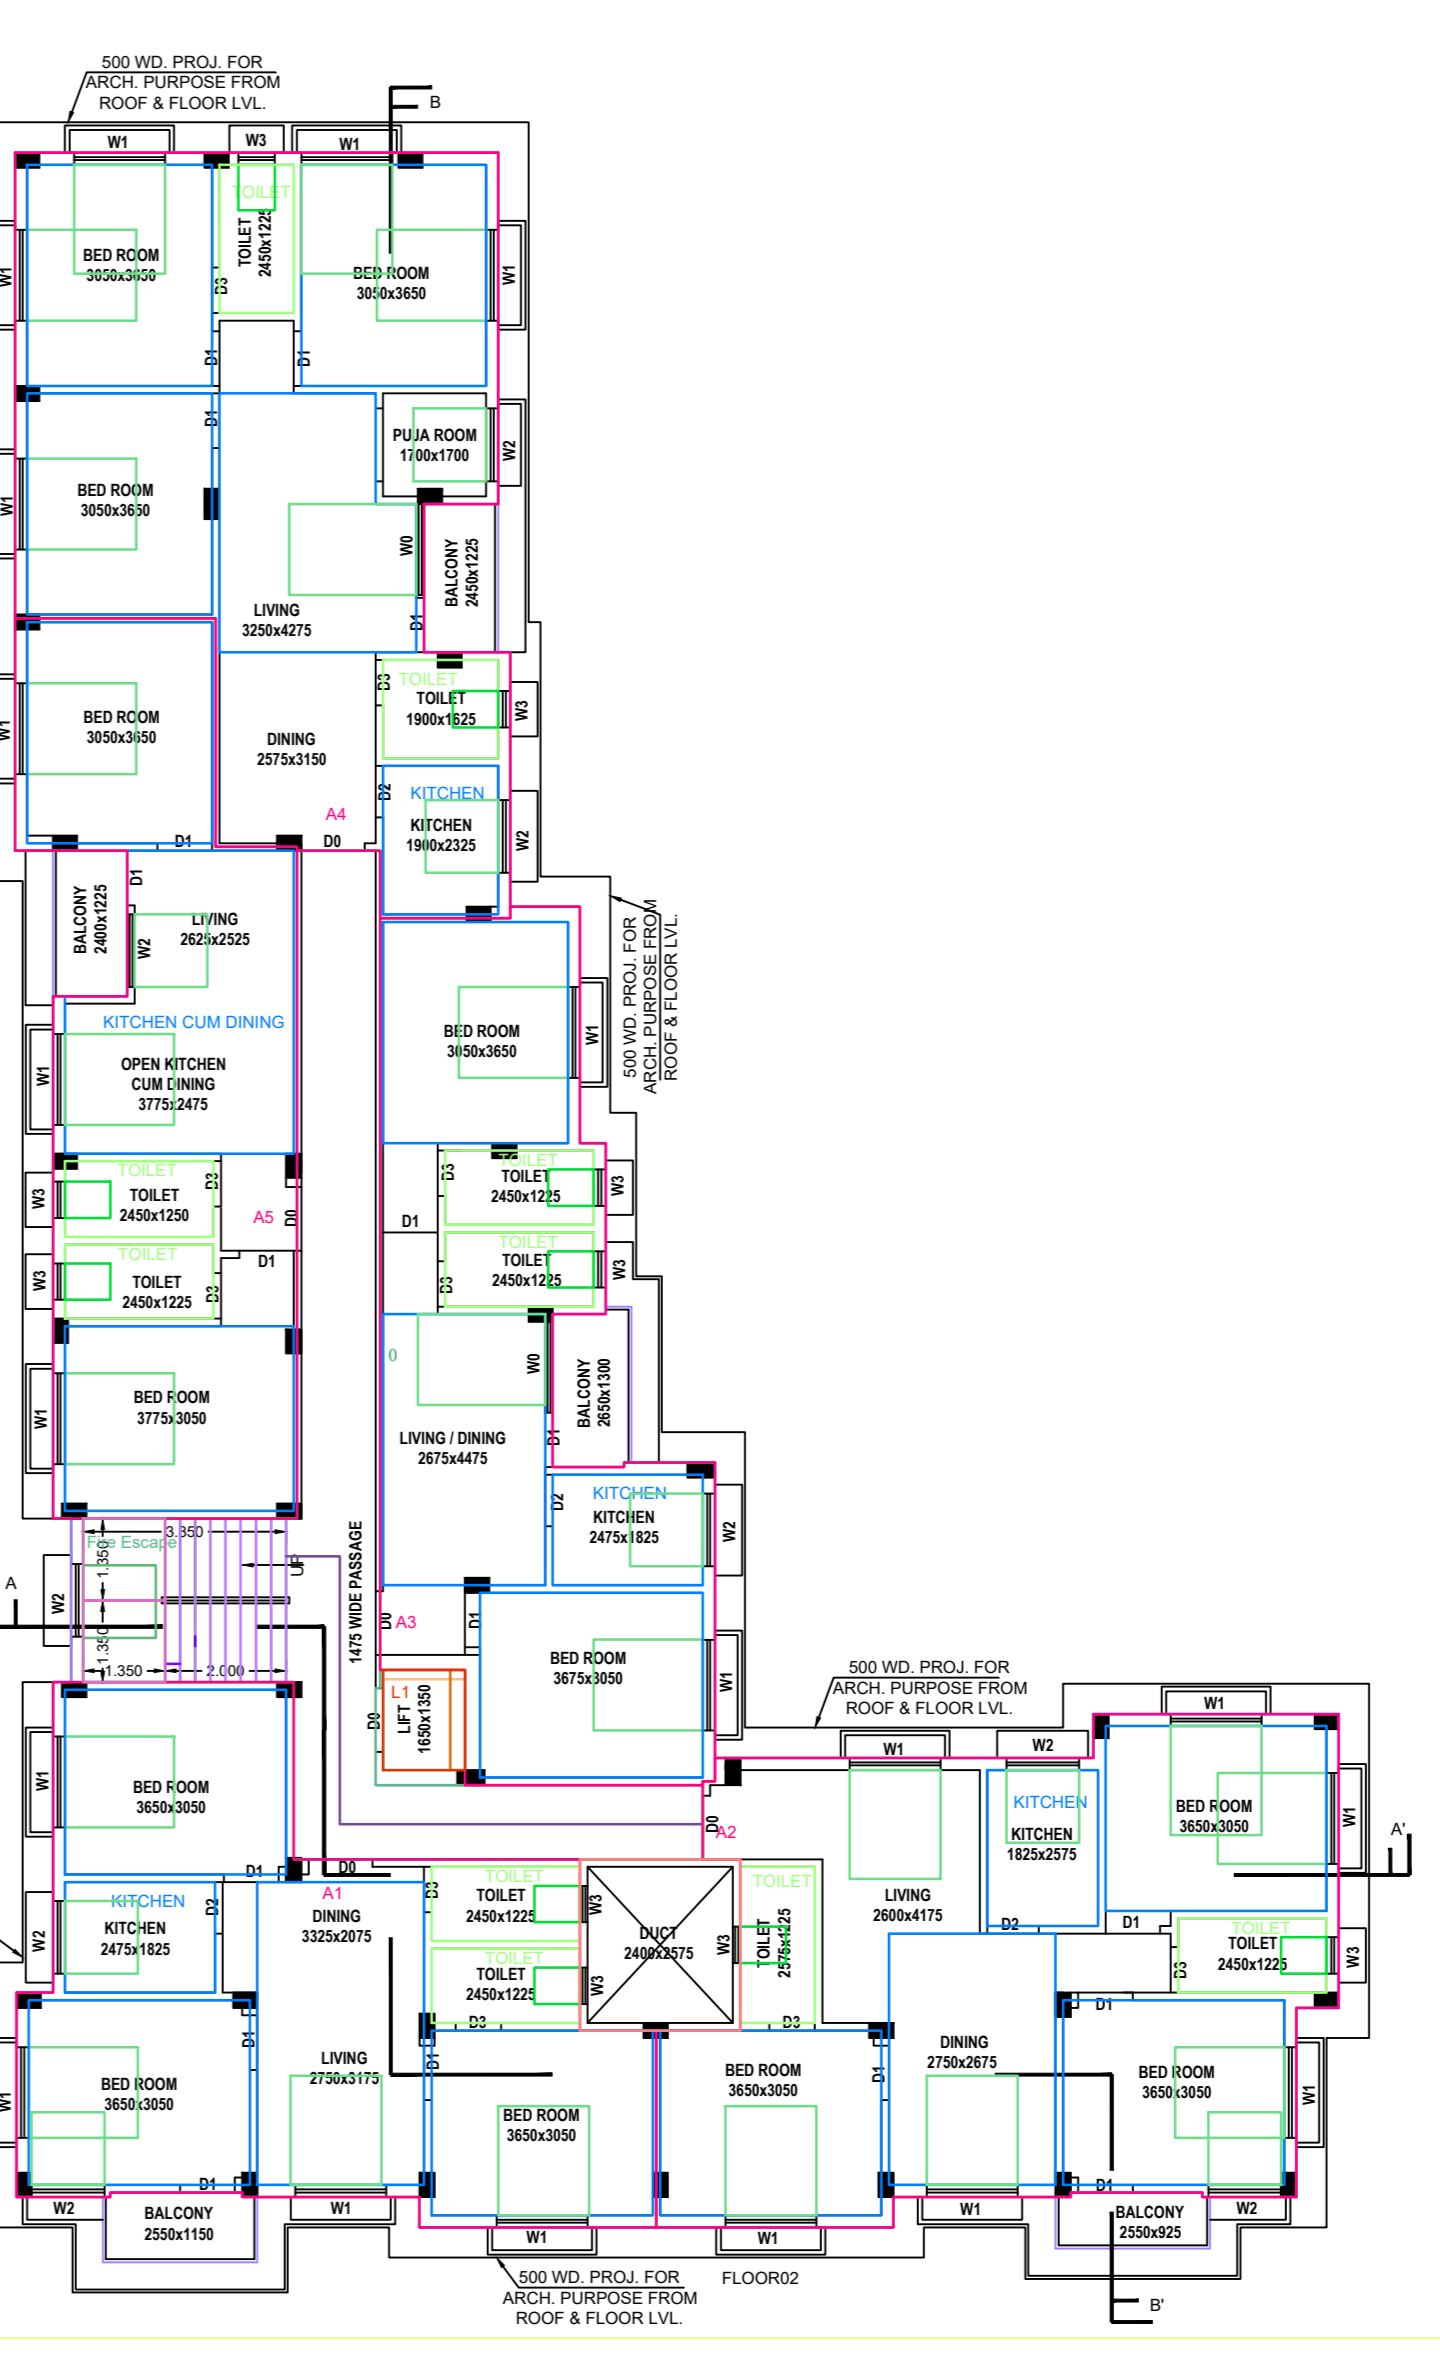 500 WD. PROJ. FOR
ARCH. PURPOSE FROM
ROOF & FLOOR LVL.
B
W1
W3
W1
TOILET
TOILET
2450x1225
BED ROOM
3050x3650
BED ROOM
3050x3650
W1
W1
D3
D1
D1
D1
PUJA ROOM
1700x1700
W2
BED ROOM
3050x3650
W1
W0
BALCONY
2450x1225
LIVING
3250x4275
D1
TOILET
TOILET
1900x1625
D3
W3
BED ROOM
3050x3650
W1
DINING
2575x3150
KITCHEN
KITCHEN
1900x2325
D2
W2
A4
D1
D0
D1
BALCONY
2400x1225
W2
LIVING
2625x2525
500 WD. PROJ. FOR
ARCH. PURPOSE FROM
ROOF & FLOOR LVL.
KITCHEN CUM DINING
OPEN KITCHEN
CUM DINING
3775x2475
W1
BED ROOM
3050x3650
W1
TOILET
TOILET
2450x1250
D3
W3
TOILET
TOILET
2450x1225
D3
W3
A5
D0
D1
D1
TOILET
TOILET
2450x1225
D3
W3
TOILET
TOILET
2450x1225
D3
W3
BED ROOM
3775x3050
W1
0
W0
BALCONY
2650x1300
D1
LIVING / DINING
2675x4475
KITCHEN
KITCHEN
2475x1825
D2
W2
3.350
Fire Escape
1.350
UP
A
W2
1.350
1.350
2.000
1475 WIDE PASSAGE
D0
A3
D1
BED ROOM
3675x3050
W1
L1
LIFT
1650x1350
D0
500 WD. PROJ. FOR
ARCH. PURPOSE FROM
ROOF & FLOOR LVL.
W1
W1
W2
BED ROOM
3650x3050
W1
D0
A2
KITCHEN
KITCHEN
1825x2575
BED ROOM
3650x3050
W1
A'
D1
D0
A1
DINING
3325x2075
KITCHEN
KITCHEN
2475x1825
D2
W2
TOILET
TOILET
2450x1225
D3
W3
TOILET
TOILET
2450x1225
W3
D3
DUCT
2400x2575
W3
TOILET
TOILET
2575x1225
D3
LIVING
2600x4175
D2
D1
TOILET
TOILET
2450x1225
D3
W3
D1
BED ROOM
3650x3050
W1
D1
LIVING
2750x3175
D1
BED ROOM
3650x3050
BED ROOM
3650x3050
D1
DINING
2750x2675
BED ROOM
3650x3050
W1
D1
D1
W2
BALCONY
2550x1150
W1
W1
W1
W1
BALCONY
2550x925
W2
500 WD. PROJ. FOR
ARCH. PURPOSE FROM
ROOF & FLOOR LVL.
FLOOR02
B'